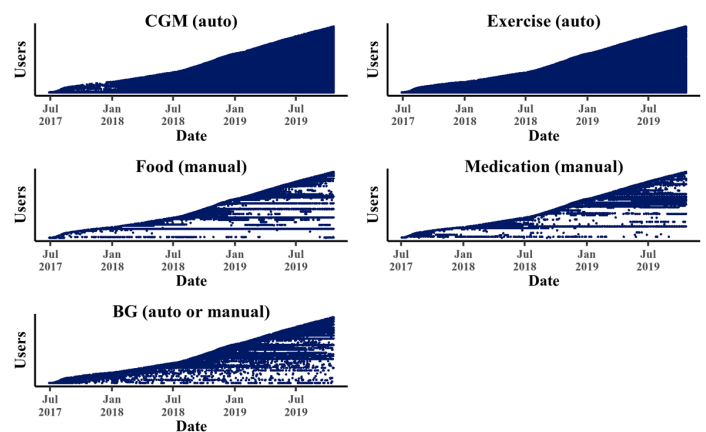 CGM (auto)
Users
Jul 2017 Jan 2018 Jul 2018 Jan 2019 Jul 2019
Date
Exercise (auto)
Users
Jul 2017 Jan 2018 Jul 2018 Jan 2019 Jul 2019
Date
Food (manual)
Users
Jul 2017 Jan 2018 Jul 2018 Jan 2019 Jul 2019
Date
Medication (manual)
Users
Jul 2017 Jan 2018 Jul 2018 Jan 2019 Jul 2019
Date
BG (auto or manual)
Users
Jul 2017 Jan 2018 Jul 2018 Jan 2019 Jul 2019
Date